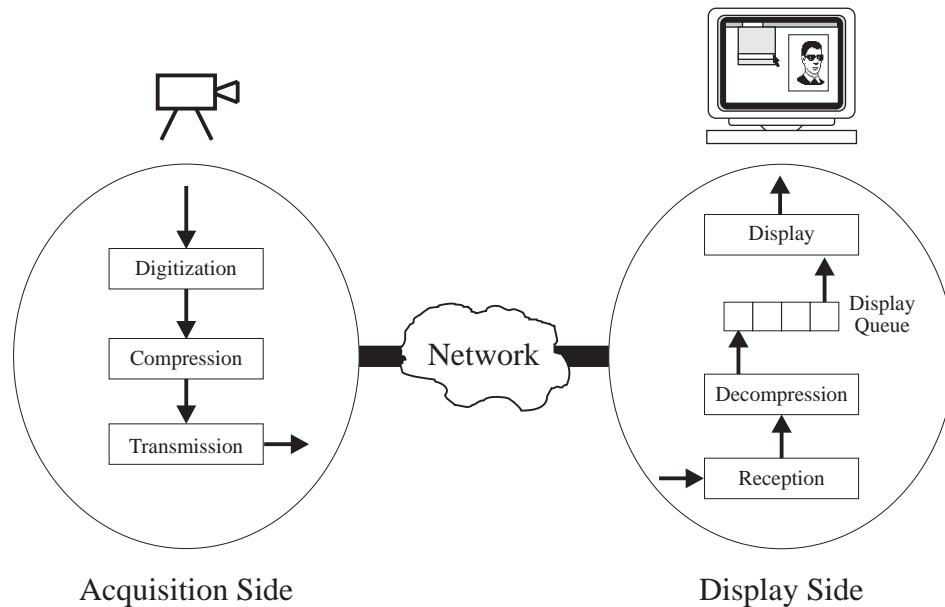 Digitization
Compression
Transmission
Acquisition Side
Network
Display
Display
Queue
Decompression
Reception
Display Side